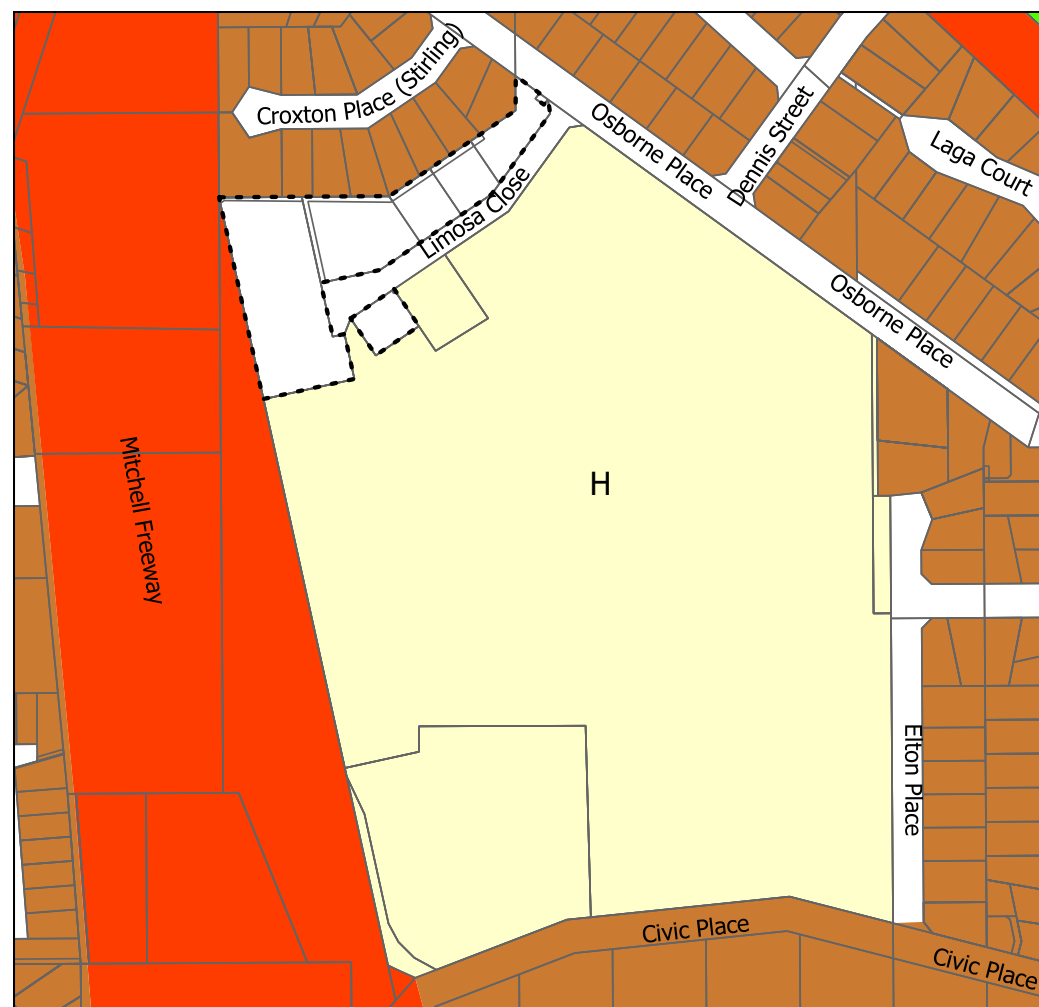 Croxton Place (Stirling)
Osborne Place
Dennis Street
Laga Court
Limosa Close
Osborne Place
Mitchell Freeway
H
Elton Place
Civic Place
Civic Place